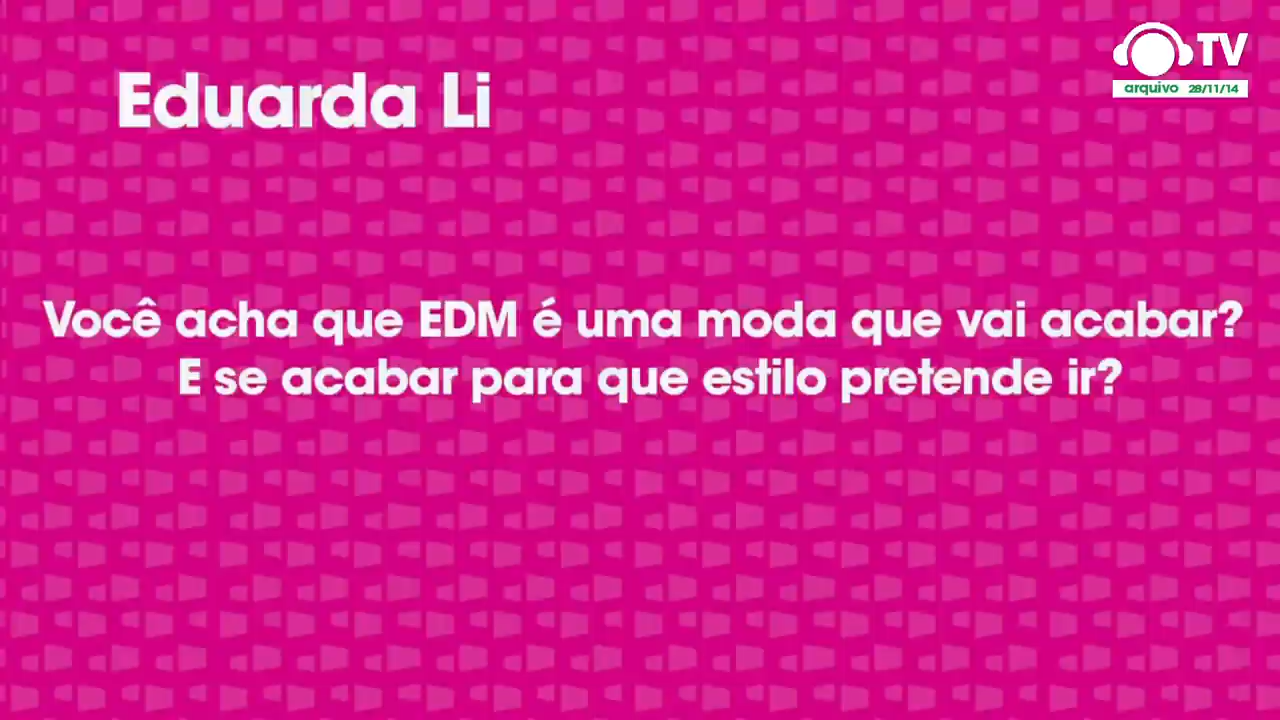 TV
arquivo 28/11/14
Eduarda Li
Você acha que EDM é uma moda que vai acabar?
E se acabar para que estilo pretende ir?